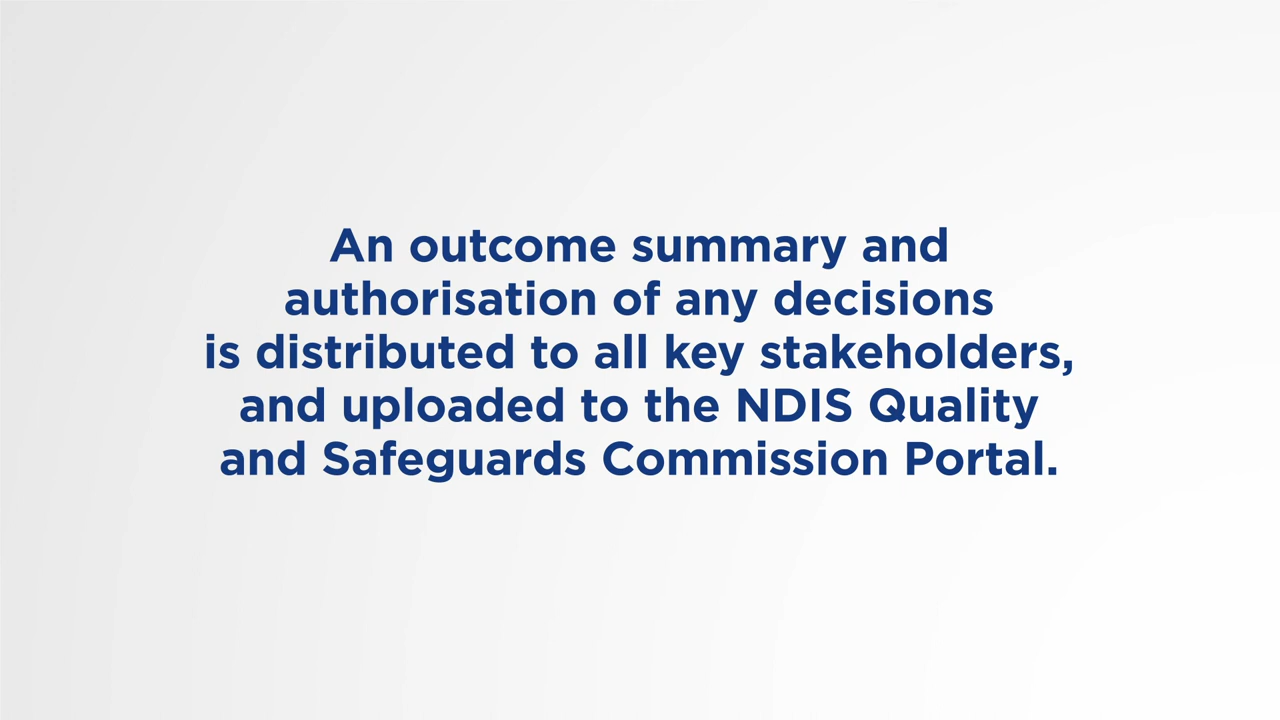 An outcome summary and
authorisation of any decisions
is distributed to all key stakeholders,
and uploaded to the NDIS Quality
and Safeguards Commission Portal.